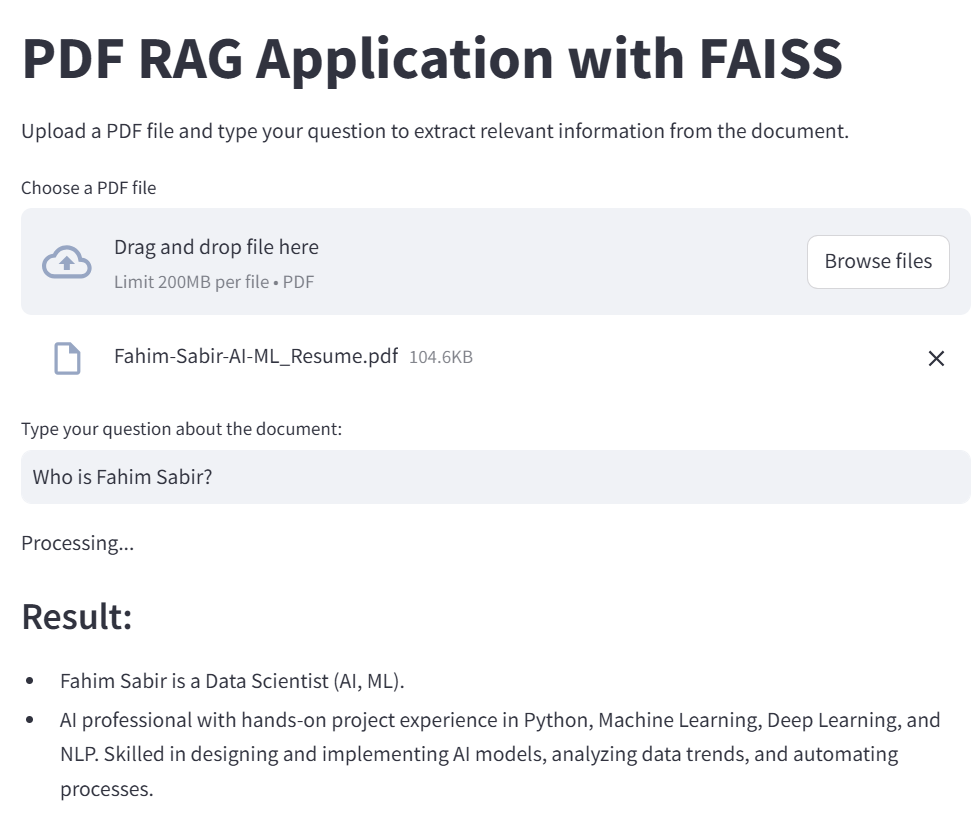 PDF RAG Application with FAISS
Upload a PDF file and type your question to extract relevant information from the document.
Choose a PDF file
Drag and drop file here
Limit 200MB per file • PDF
Browse files
Fahim-Sabir-AI-ML_Resume.pdf 104.6KB
Type your question about the document:
Who is Fahim Sabir?
Processing...
Result:
• Fahim Sabir is a Data Scientist (AI, ML).
• AI professional with hands-on project experience in Python, Machine Learning, Deep Learning, and
NLP. Skilled in designing and implementing AI models, analyzing data trends, and automating
processes.